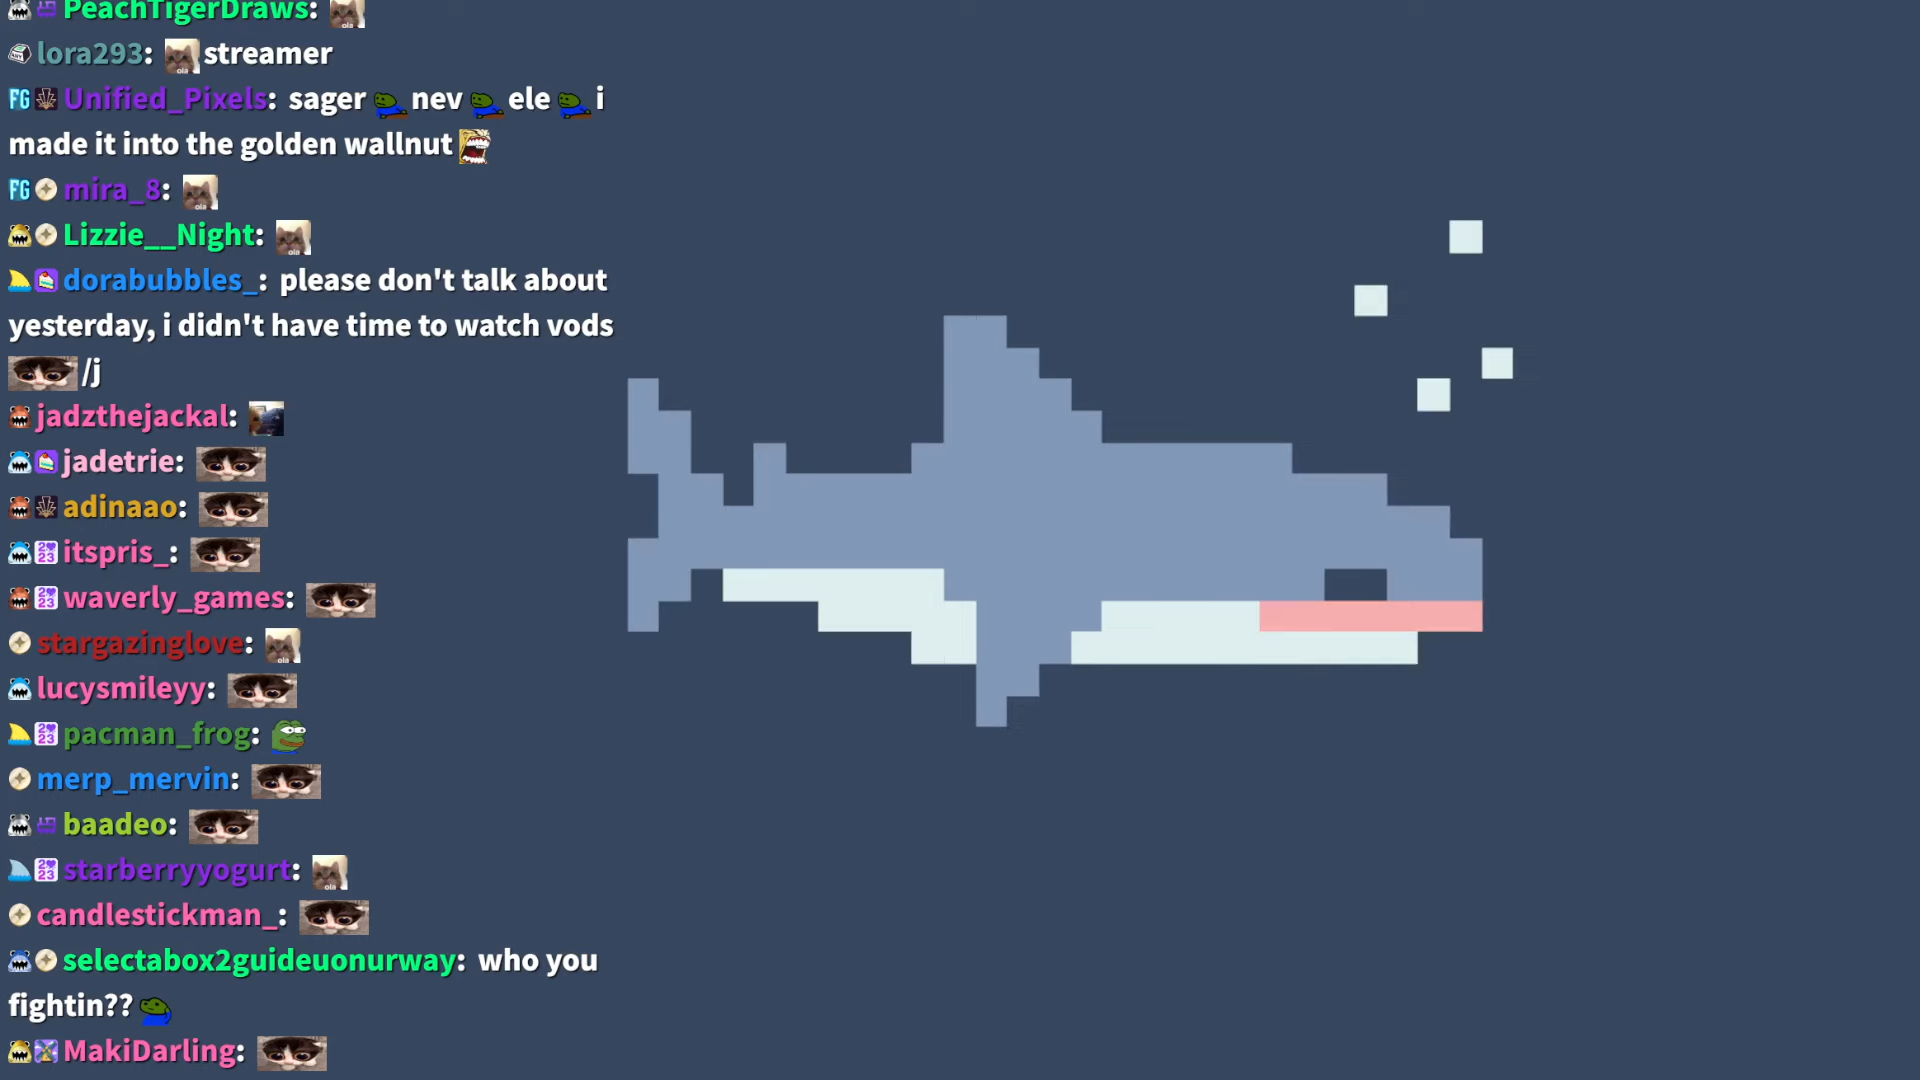 PeachTigerDraws:
lora293: streamer
FG Unified_Pixels: sager nev ele i
made it into the golden wallnut
FG mira_8:
Lizzie__Night:
dorabubbles_: please don't talk about
yesterday, i didn't have time to watch vods
/j
jadzthejackal:
jadetrie:
adinaao:
itspris_:
waverly_games:
stargazinglove:
lucysmileyy:
pacman_frog:
merp_mervin:
baadeo:
starberryyogurt:
candlestickman_:
selectabox2guideuonurway: who you
fightin??
MakiDarling: